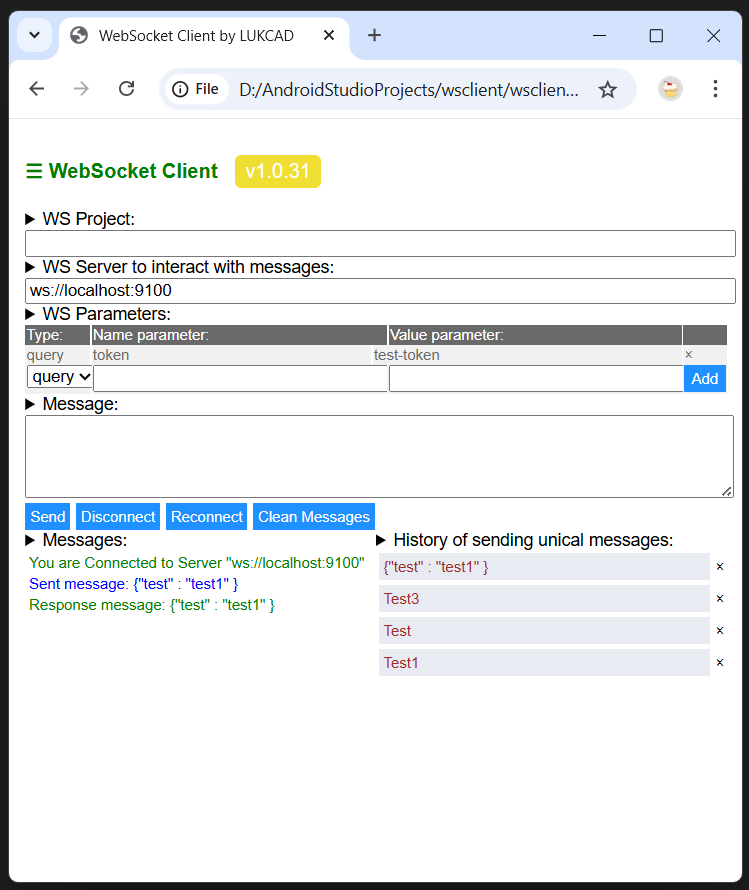 WebSocket Client by LUKCAD
File D:/AndroidStudioProjects/wsclient/wsclien...
☰ WebSocket Client v1.0.31
WS Project:
WS Server to interact with messages:
ws://localhost:9100
WS Parameters:
Type: Name parameter: Value parameter:
query token test-token ×
query Add
Message:
Send Disconnect Reconnect Clean Messages
Messages:
You are Connected to Server "ws://localhost:9100"
Sent message: {"test" : "test1" }
Response message: {"test" : "test1" }
History of sending unical messages:
{"test" : "test1" } ×
Test3 ×
Test ×
Test1 ×